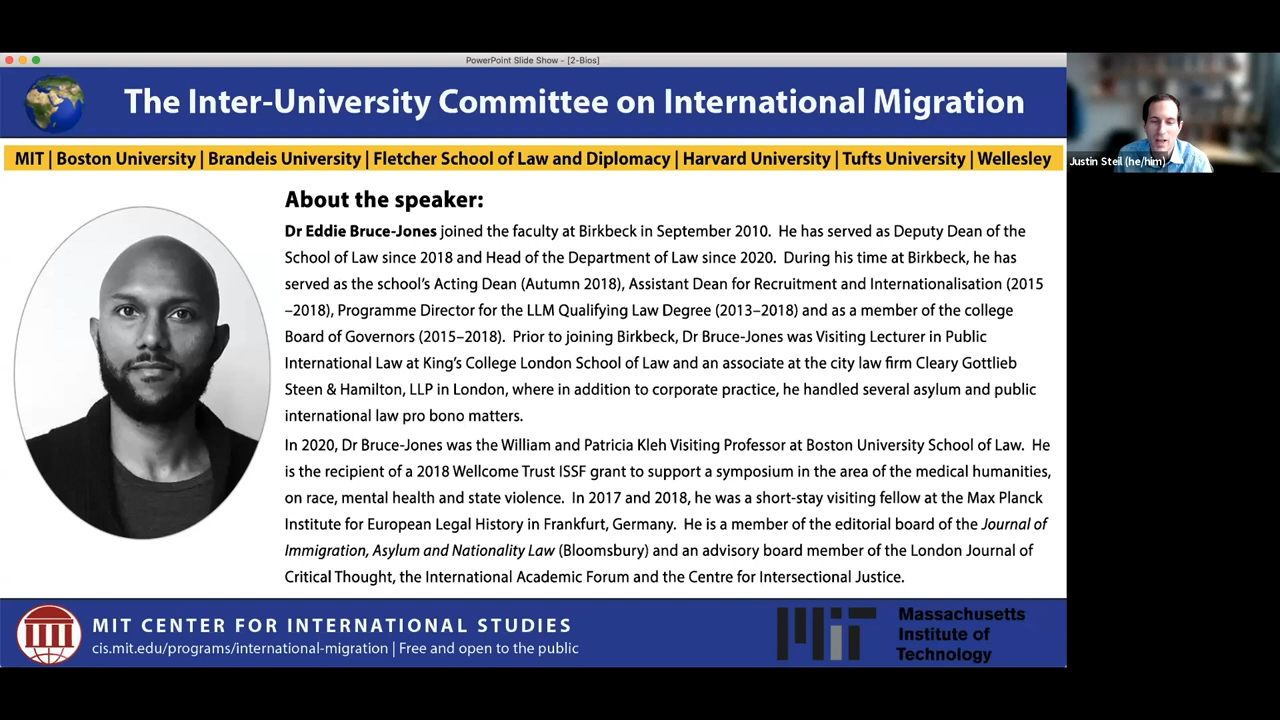 PowerPoint Slide Show - [2-Bios]
The Inter-University Committee on International Migration
MIT | Boston University | Brandeis University | Fletcher School of Law and Diplomacy | Harvard University | Tufts University | Wellesley
Justin Steil (he/him)
About the speaker:
Dr Eddie Bruce-Jones joined the faculty at Birkbeck in September 2010. He has served as Deputy Dean of the
School of Law since 2018 and Head of the Department of Law since 2020. During his time at Birkbeck, he has
served as the school's Acting Dean (Autumn 2018), Assistant Dean for Recruitment and Internationalisation (2015
–2018), Programme Director for the LLM Qualifying Law Degree (2013–2018) and as a member of the college
Board of Governors (2015–2018). Prior to joining Birkbeck, Dr Bruce-Jones was Visiting Lecturer in Public
International Law at King's College London School of Law and an associate at the city law firm Cleary Gottlieb
Steen & Hamilton, LLP in London, where in addition to corporate practice, he handled several asylum and public
international law pro bono matters.
In 2020, Dr Bruce-Jones was the William and Patricia Kleh Visiting Professor at Boston University School of Law. He
is the recipient of a 2018 Wellcome Trust ISSF grant to support a symposium in the area of the medical humanities,
on race, mental health and state violence. In 2017 and 2018, he was a short-stay visiting fellow at the Max Planck
Institute for European Legal History in Frankfurt, Germany. He is a member of the editorial board of the Journal of
Immigration, Asylum and Nationality Law (Bloomsbury) and an advisory board member of the London Journal of
Critical Thought, the International Academic Forum and the Centre for Intersectional Justice.
MIT CENTER FOR INTERNATIONAL STUDIES
cis.mit.edu/programs/international-migration | Free and open to the public
MIT
Massachusetts
Institute of
Technology